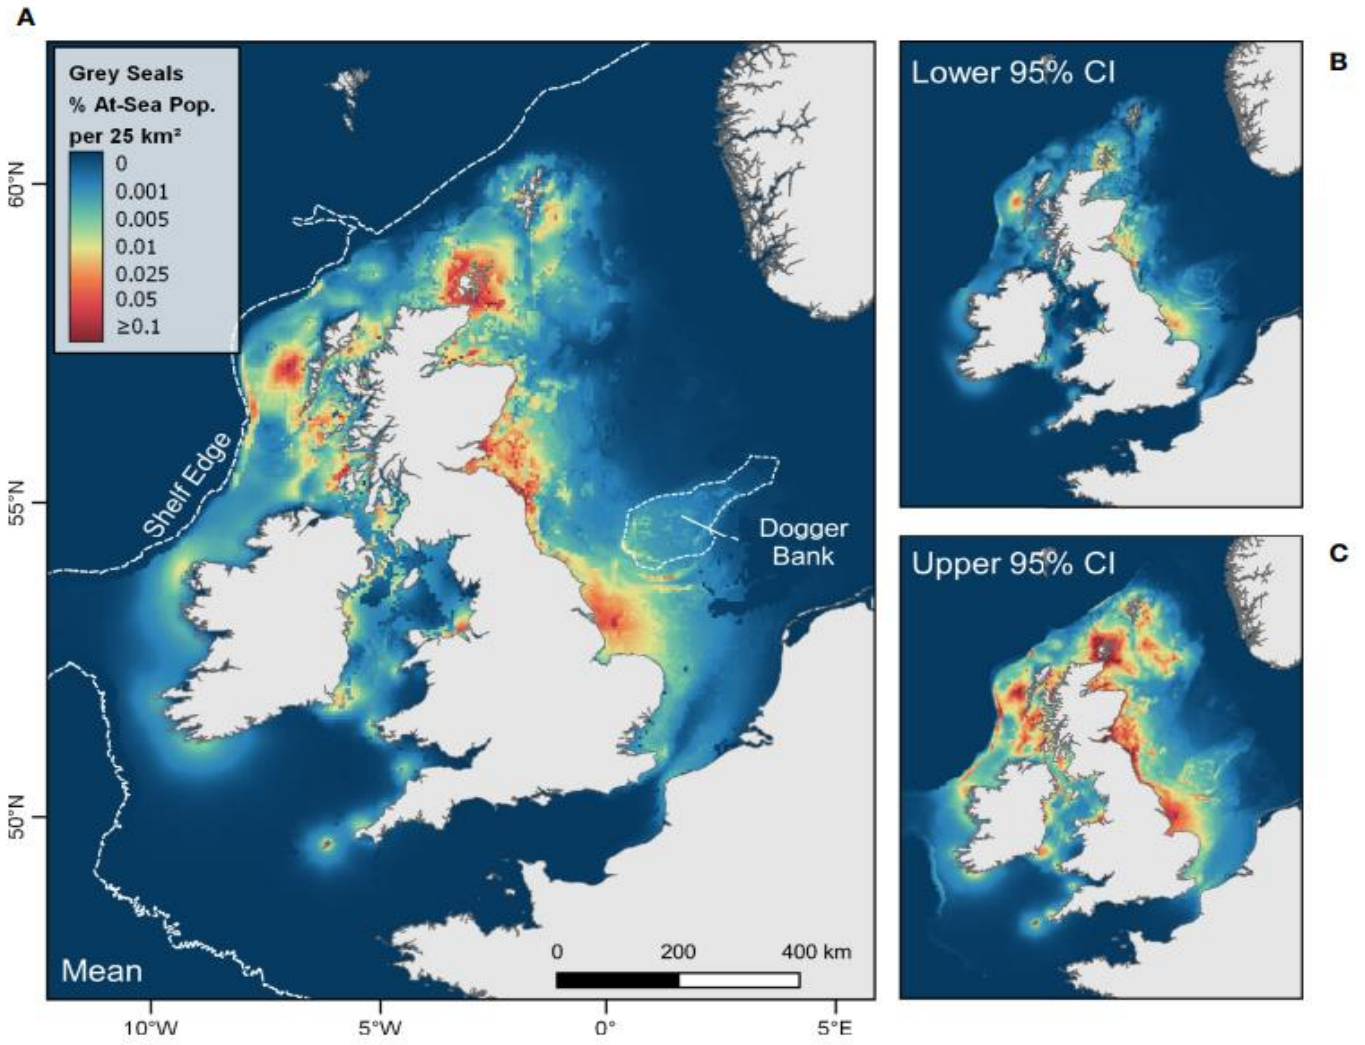 A
Grey Seals
% At-Sea Pop.
per 25 km²
0
0.001
0.005
0.01
0.025
0.05
≥0.1
60°N
55°N
50°N
Shelf Edge
Dogger
Bank
0 200 400 km
Mean
10°W 5°W 0° 5°E
Lower 95% CI
B
Upper 95% CI
C